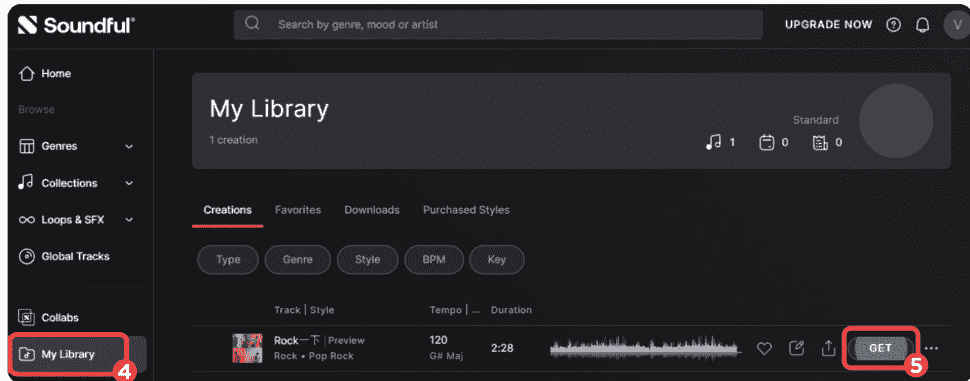 Soundful®
Search by genre, mood or artist
UPGRADE NOW
V
Home
Browse
Genres
Collections
Loops & SFX
Global Tracks
Collabs
My Library
4
My Library
1 creation
Standard
1
0
0
Creations Favorites Downloads Purchased Styles
Type Genre Style BPM Key
Track | Style Tempo | ... Duration
Rock一下 | Preview
Rock • Pop Rock
120
G# Maj
2:28
GET
5